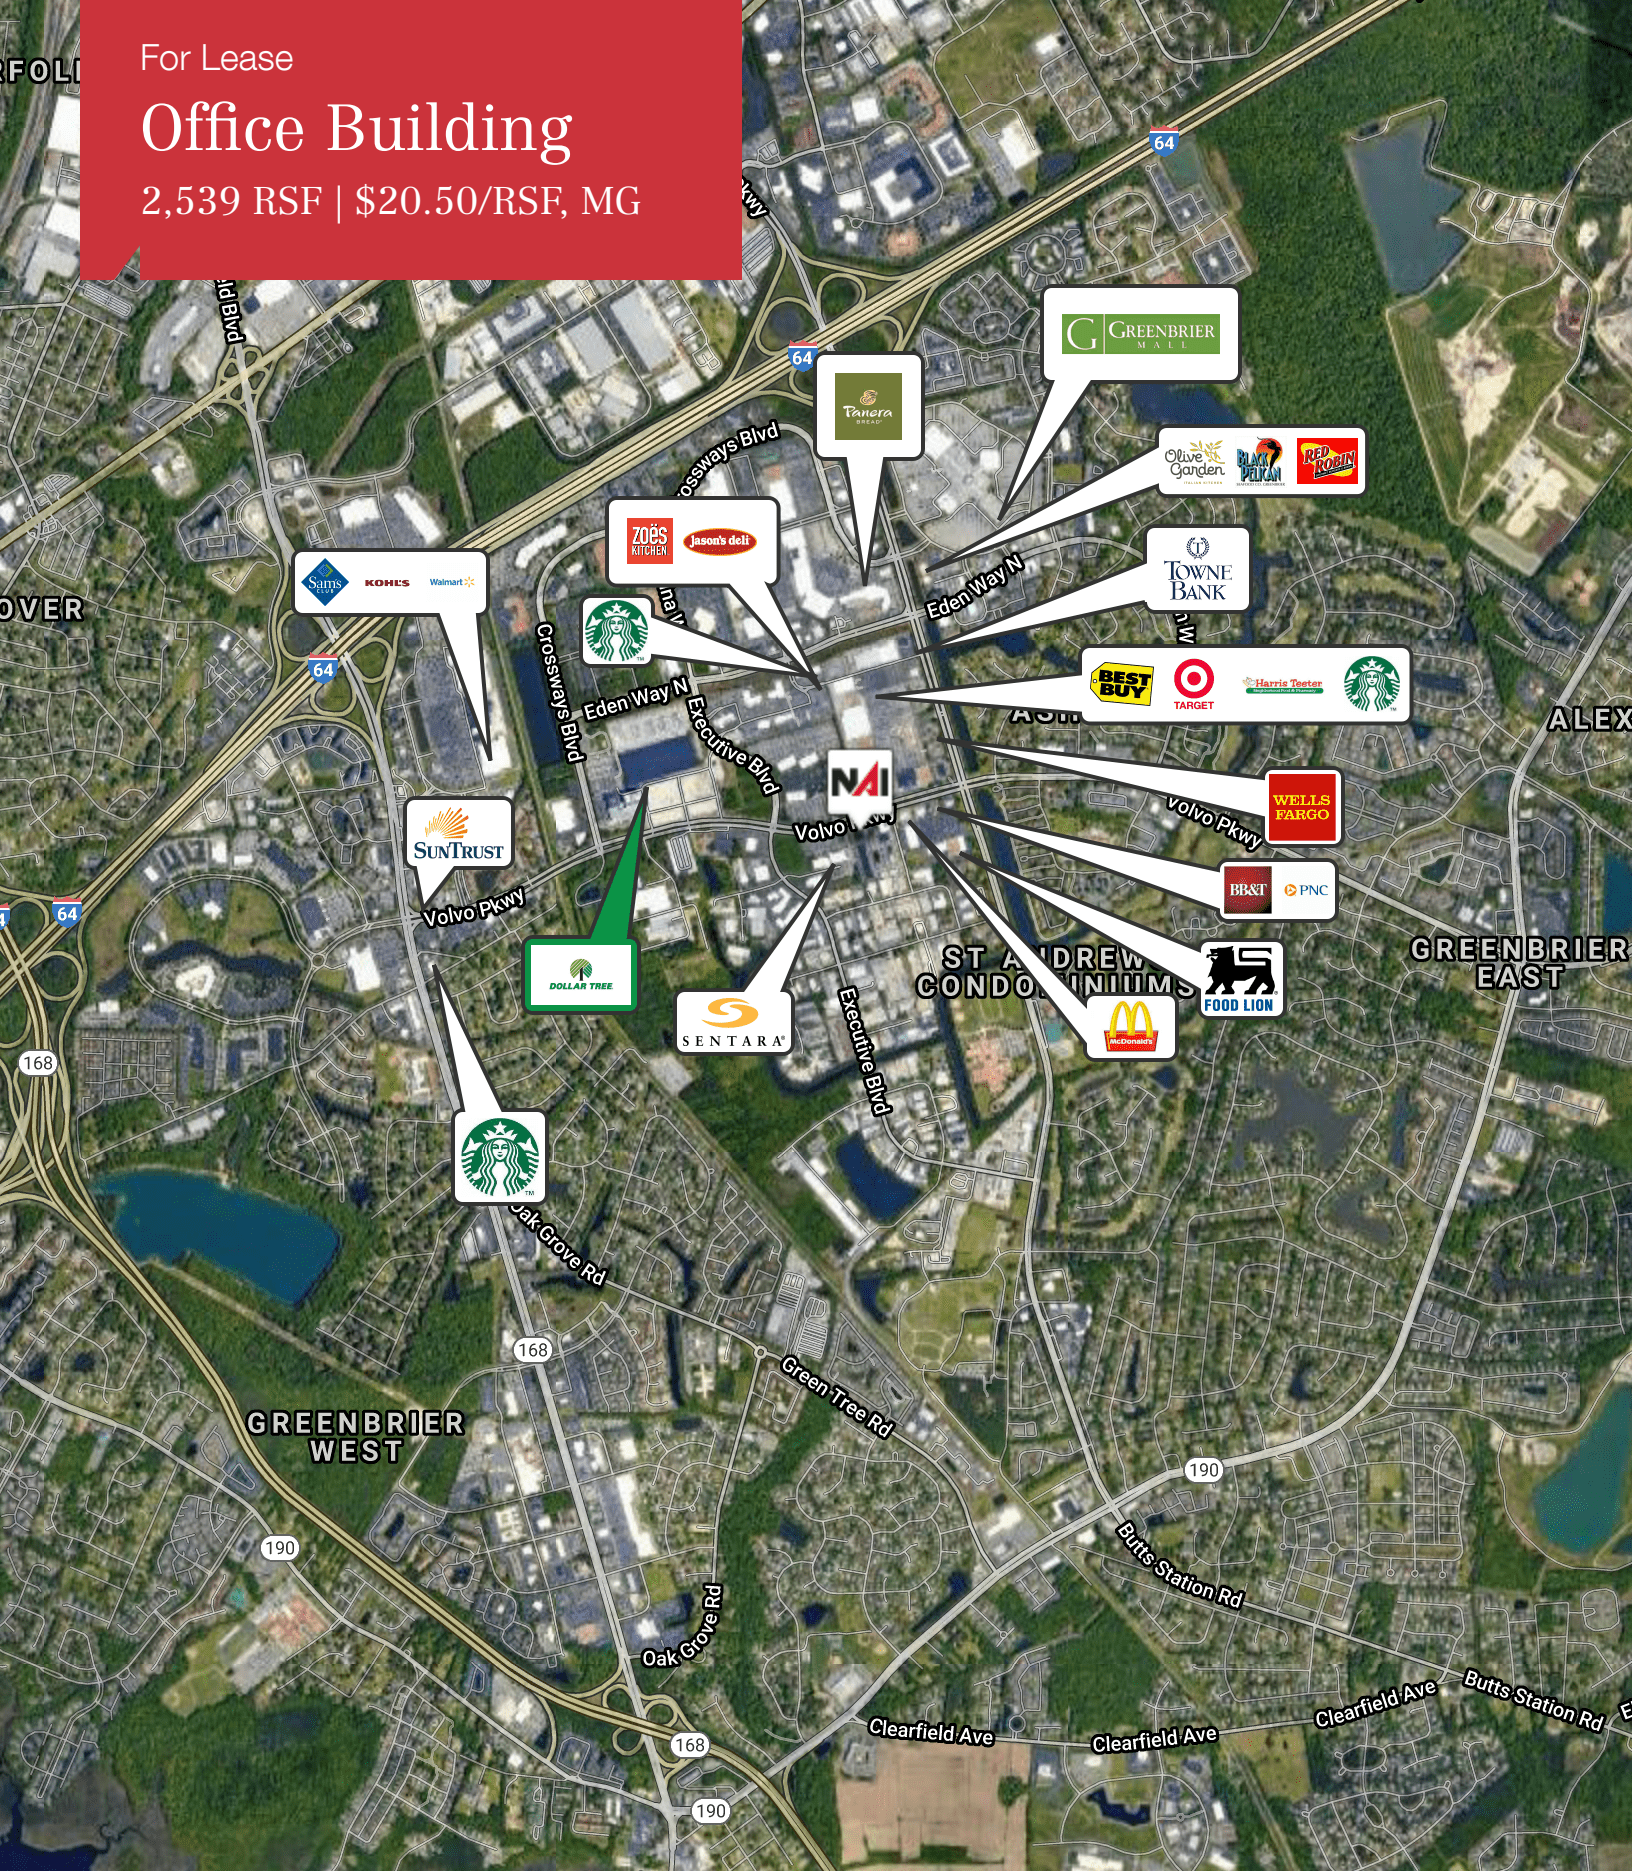 For Lease
Office Building
2,539 RSF | $20.50/RSF, MG
64
64
GREENBRIER
MALL
Panera
BREAD
Olive
Garden
ITALIAN KITCHEN
BLACK
PELICAN
RED
ROBIN
ZOËS
KITCHEN
Jason's deli
TOWNE
BANK
Sam's
CLUB
KOHL'S
Walmart
Eden Way N
OVER
64
Crossways Blvd
Eden Way N
Executive Blvd
BEST
BUY
TARGET
Harris Teeter
ALEX
NAI
WELLS
FARGO
Volvo Pkwy
Volvo
SUNTRUST
BB&T
PNC
Volvo Pkwy
64
DOLLAR TREE
SENTARA
GREENBRIER
EAST
FOOD LION
McDonald's
Executive Blvd
168
Oak Grove Rd
168
Green Tree Rd
GREENBRIER
WEST
190
190
Butts Station Rd
Oak Grove Rd
Clearfield Ave
Clearfield Ave
Clearfield Ave
Butts Station Rd
168
190